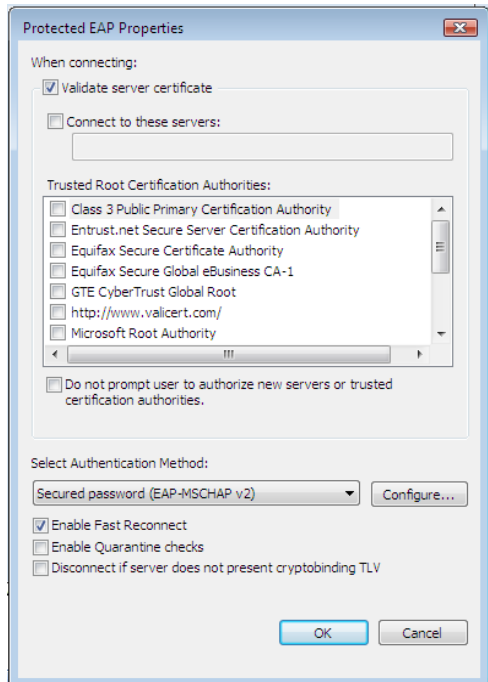 Protected EAP Properties
When connecting:
Validate server certificate
Connect to these servers:
Trusted Root Certification Authorities:
Class 3 Public Primary Certification Authority
Entrust.net Secure Server Certification Authority
Equifax Secure Certificate Authority
Equifax Secure Global eBusiness CA-1
GTE CyberTrust Global Root
http://www.valicert.com/
Microsoft Root Authority
Do not prompt user to authorize new servers or trusted
certification authorities.
Select Authentication Method:
Secured password (EAP-MSCHAP v2)
Configure...
Enable Fast Reconnect
Enable Quarantine checks
Disconnect if server does not present cryptobinding TLV
OK
Cancel